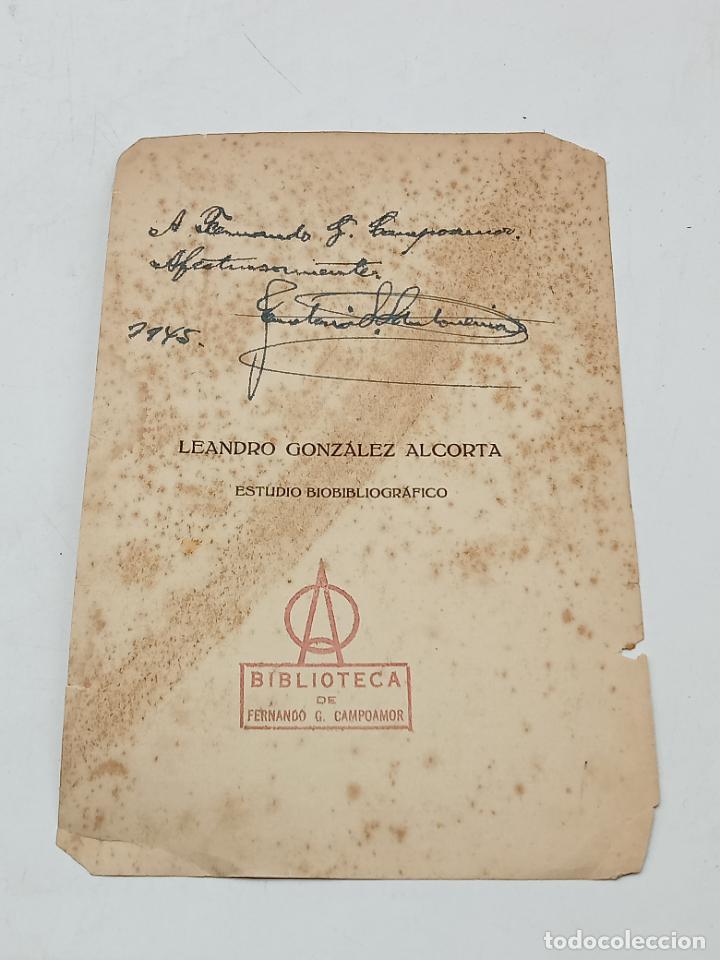 A Fernando G. Campoamor.
Afectuosamente.
1945.
LEANDRO GONZÁLEZ ALCORTA
ESTUDIO BIOBIBLIOGRÁFICO
BIBLIOTECA
DE
FERNANDO G. CAMPOAMOR
todocoleccion